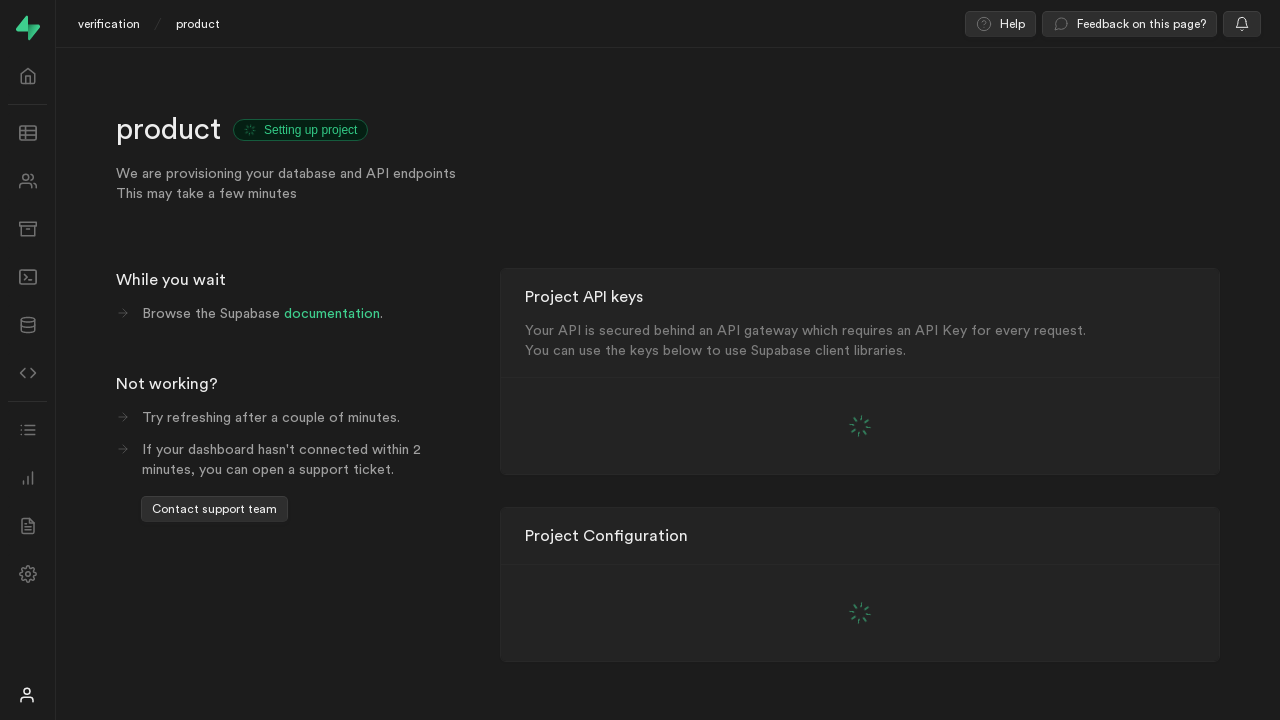 verification / product
Help
Feedback on this page?
product
Setting up project
We are provisioning your database and API endpoints
This may take a few minutes
While you wait
Browse the Supabase documentation.
Not working?
Try refreshing after a couple of minutes.
If your dashboard hasn't connected within 2
minutes, you can open a support ticket.
Contact support team
Project API keys
Your API is secured behind an API gateway which requires an API Key for every request.
You can use the keys below to use Supabase client libraries.
Project Configuration